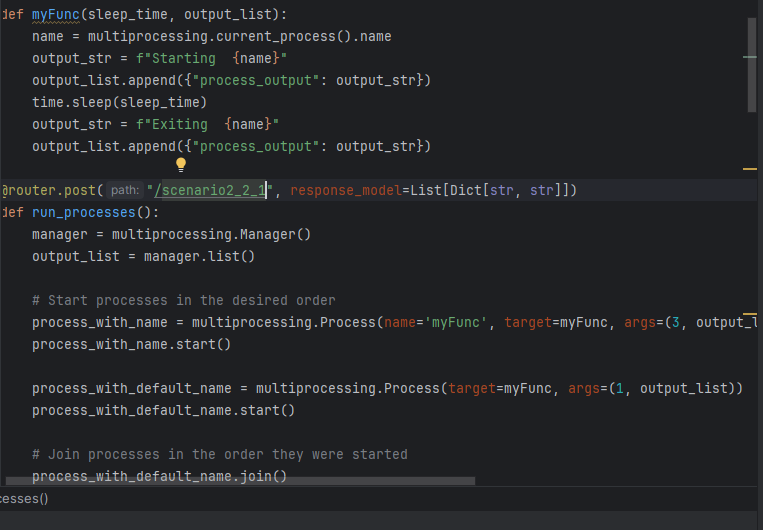 def myFunc(sleep_time, output_list):
    name = multiprocessing.current_process().name
    output_str = f"Starting  {name}"
    output_list.append({"process_output": output_str})
    time.sleep(sleep_time)
    output_str = f"Exiting  {name}"
    output_list.append({"process_output": output_str})
@router.post( path: "/scenario2_2_1", response_model=List[Dict[str, str]])
def run_processes():
    manager = multiprocessing.Manager()
    output_list = manager.list()
    # Start processes in the desired order
    process_with_name = multiprocessing.Process(name='myFunc', target=myFunc, args=(3, output_l
    process_with_name.start()
    process_with_default_name = multiprocessing.Process(target=myFunc, args=(1, output_list))
    process_with_default_name.start()
    # Join processes in the order they were started
    process_with_default_name.join()
cesses()